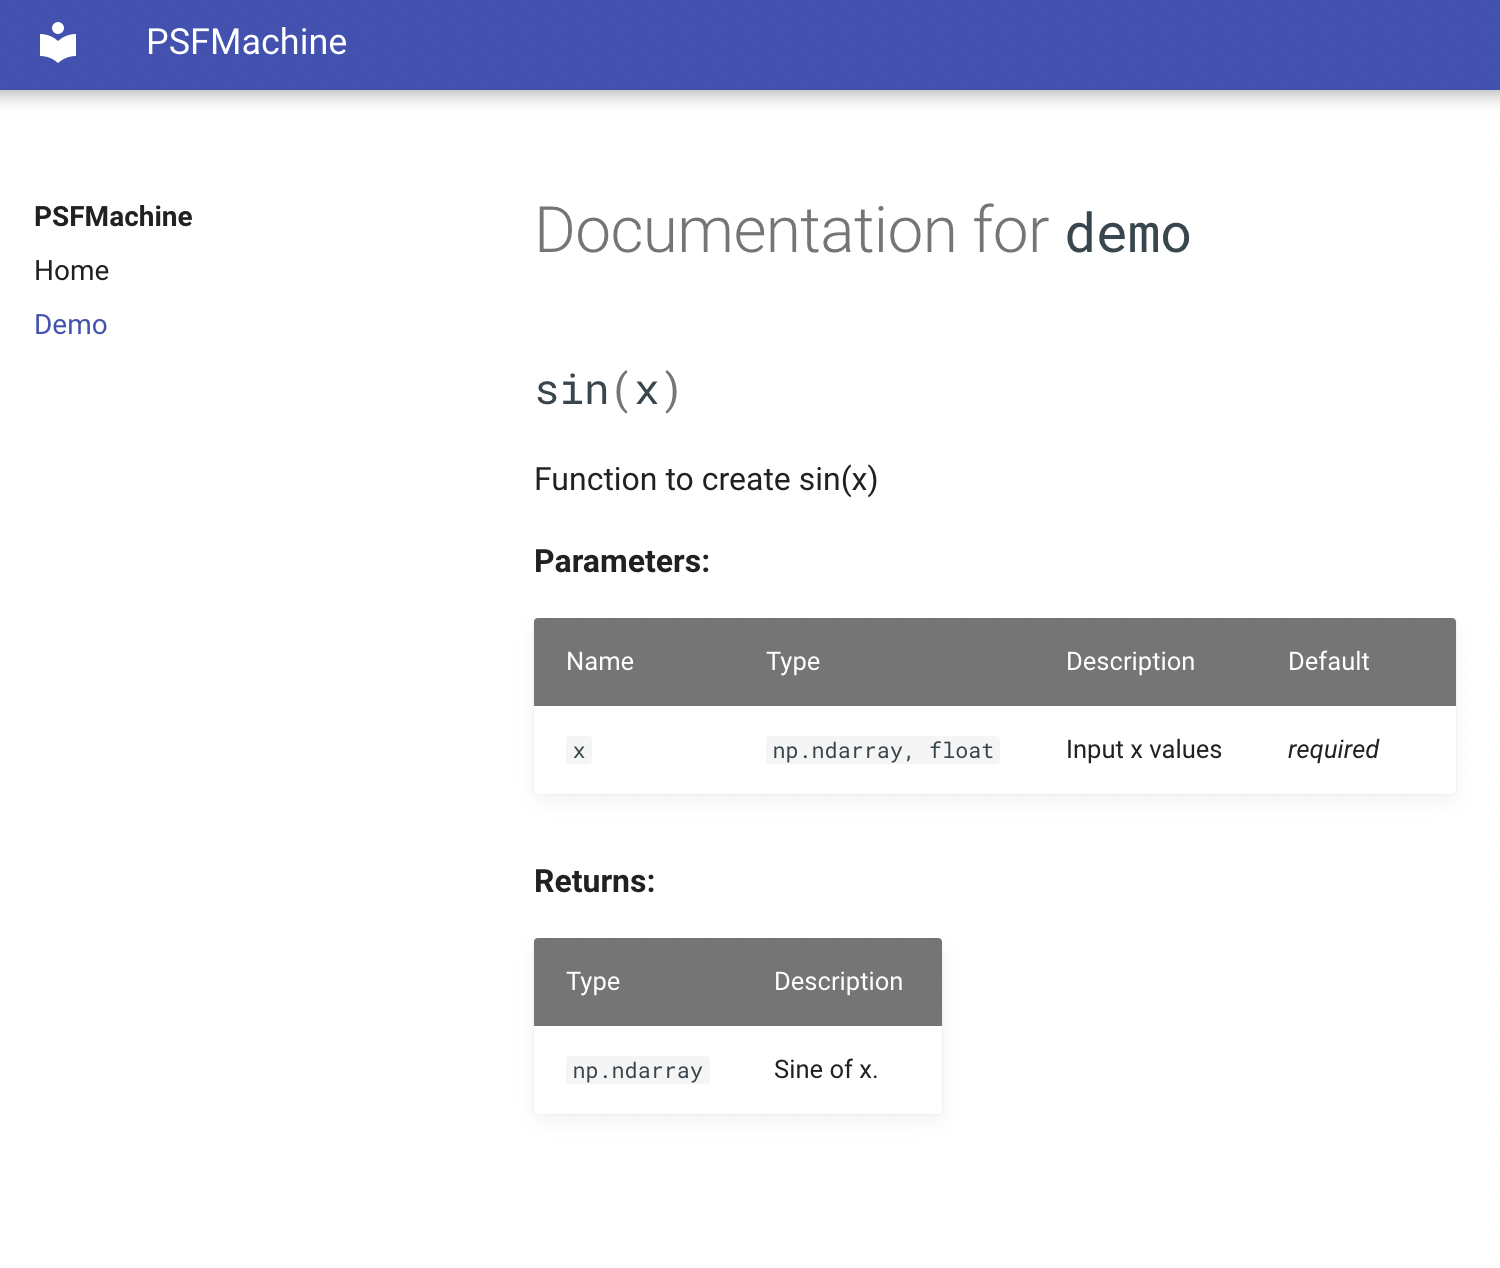 PSFMachine
PSFMachine
Home
Demo
Documentation for demo
sin(x)
Function to create sin(x)
Parameters:
Name Type Description Default
x np.ndarray, float Input x values required
Returns:
Type Description
np.ndarray Sine of x.